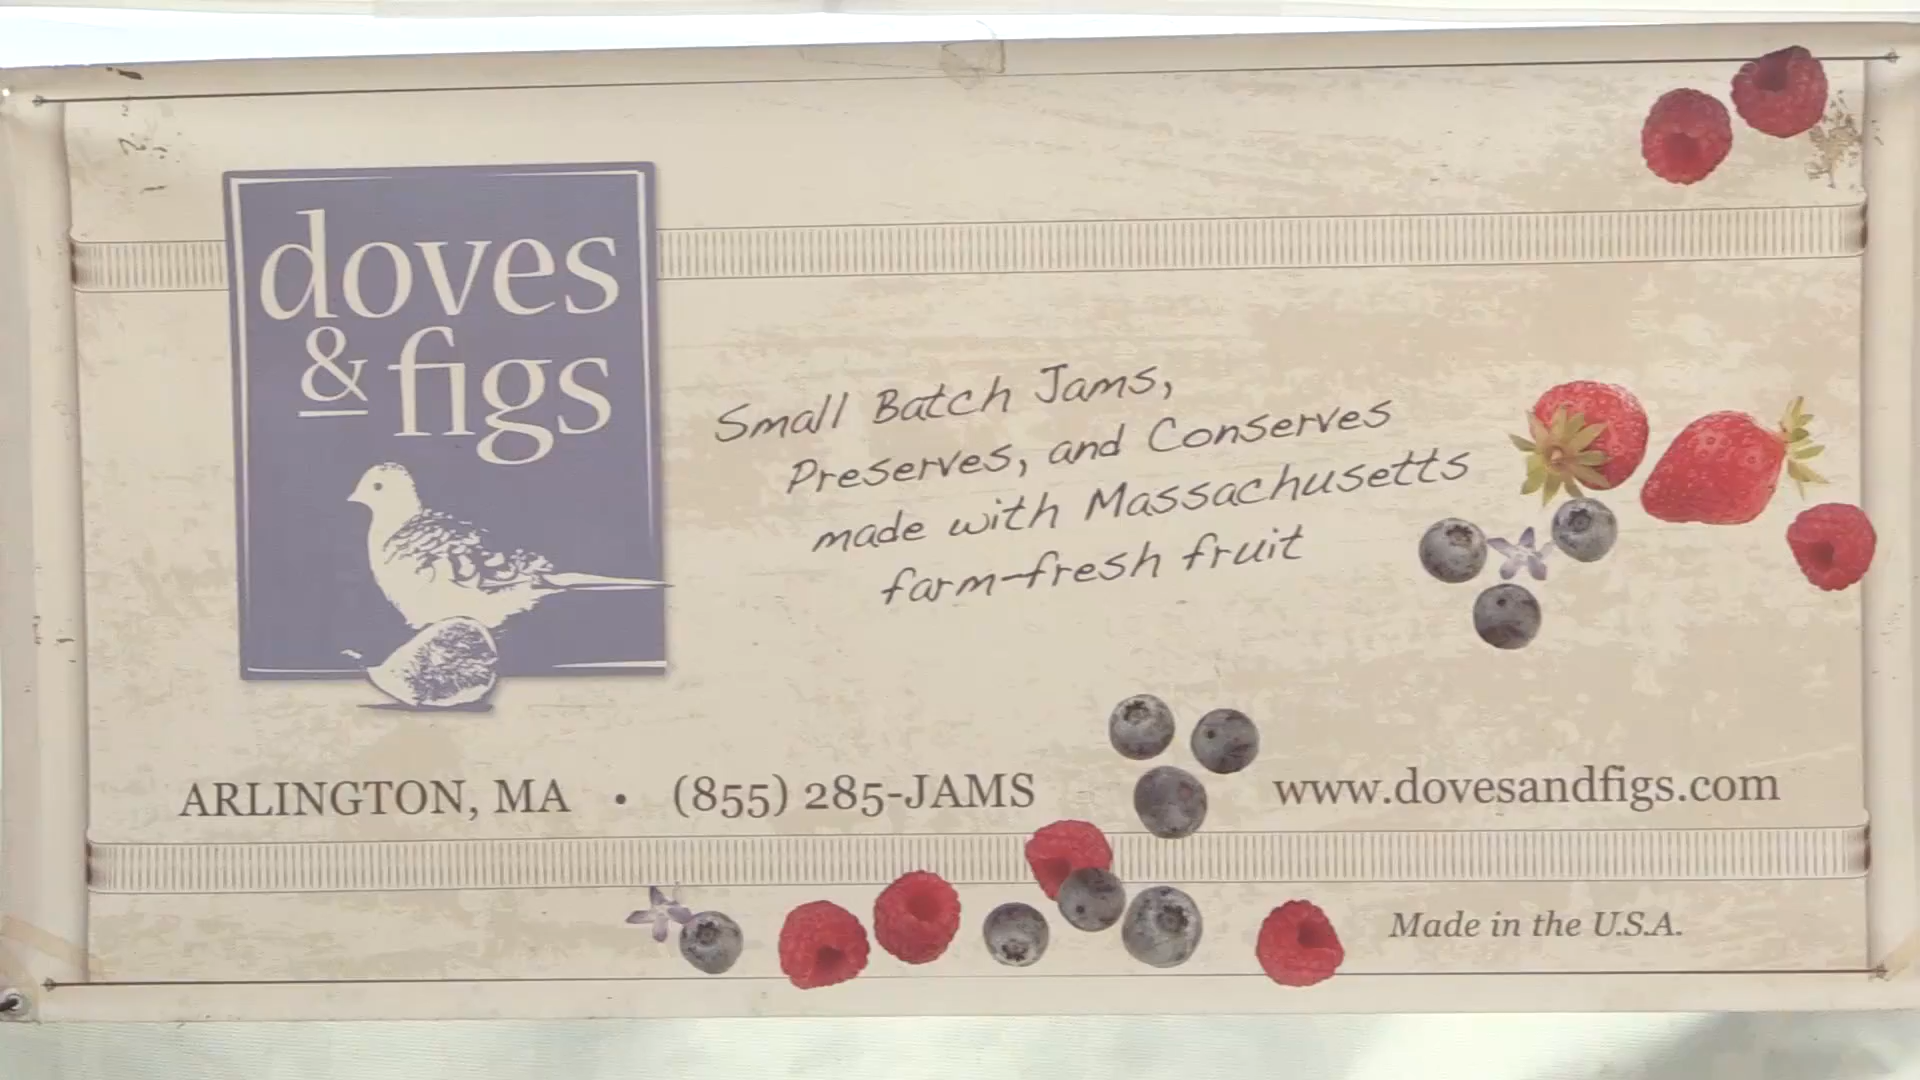 doves
& figs
Small Batch Jams,
Preserves, and Conserves
made with Massachusetts
farm-fresh fruit
ARLINGTON, MA • (855) 285-JAMS
www.dovesandfigs.com
Made in the U.S.A.